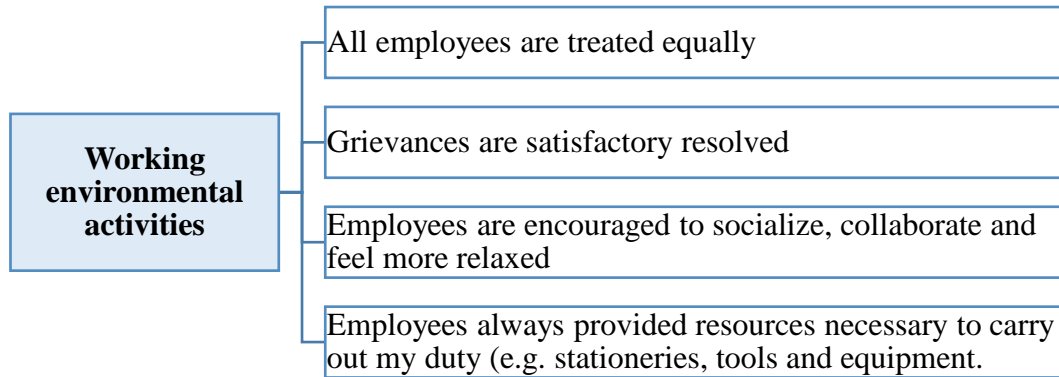 All employees are treated equally
Grievances are satisfactory resolved
Working
environmental
activities
Employees are encouraged to socialize, collaborate and
feel more relaxed
Employees always provided resources necessary to carry
out my duty (e.g. stationeries, tools and equipment.